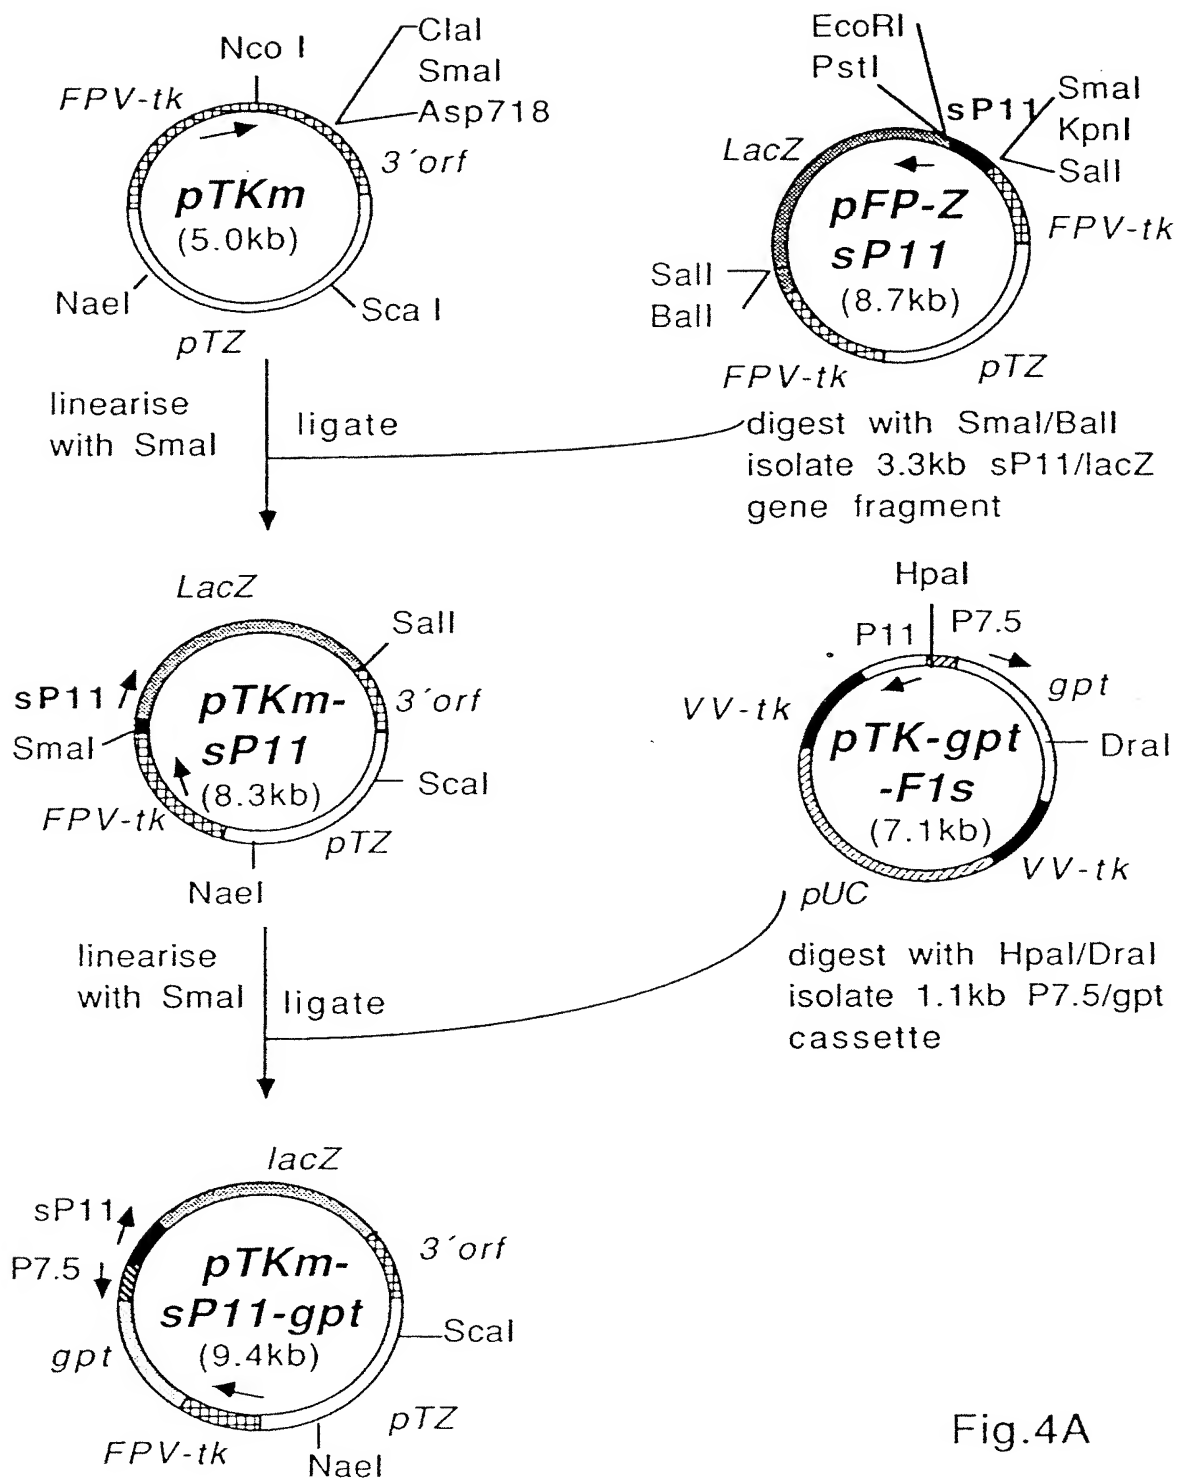 Nco I
ClaI
SmaI
Asp718
FPV-tk
3´orf
pTKm
(5.0kb)
NaeI
Sca I
pTZ
EcoRI
PstI
sP11
SmaI
KpnI
SalI
LacZ
FPV-tk
pFP-Z
sP11
(8.7kb)
SalI
BalI
FPV-tk
pTZ
linearise
with SmaI
ligate
digest with SmaI/BalI
isolate 3.3kb sP11/lacZ
gene fragment
LacZ
SalI
sP11
3´orf
SmaI
pTKm-
sP11
(8.3kb)
ScaI
FPV-tk
pTZ
NaeI
HpaI
P11
P7.5
gpt
VV-tk
DraI
pTK-gpt
-F1s
(7.1kb)
VV-tk
pUC
linearise
with SmaI
ligate
digest with HpaI/DraI
isolate 1.1kb P7.5/gpt
cassette
lacZ
sP11
3´orf
P7.5
pTKm-
sP11-gpt
(9.4kb)
ScaI
gpt
pTZ
FPV-tk
NaeI
Fig.4A